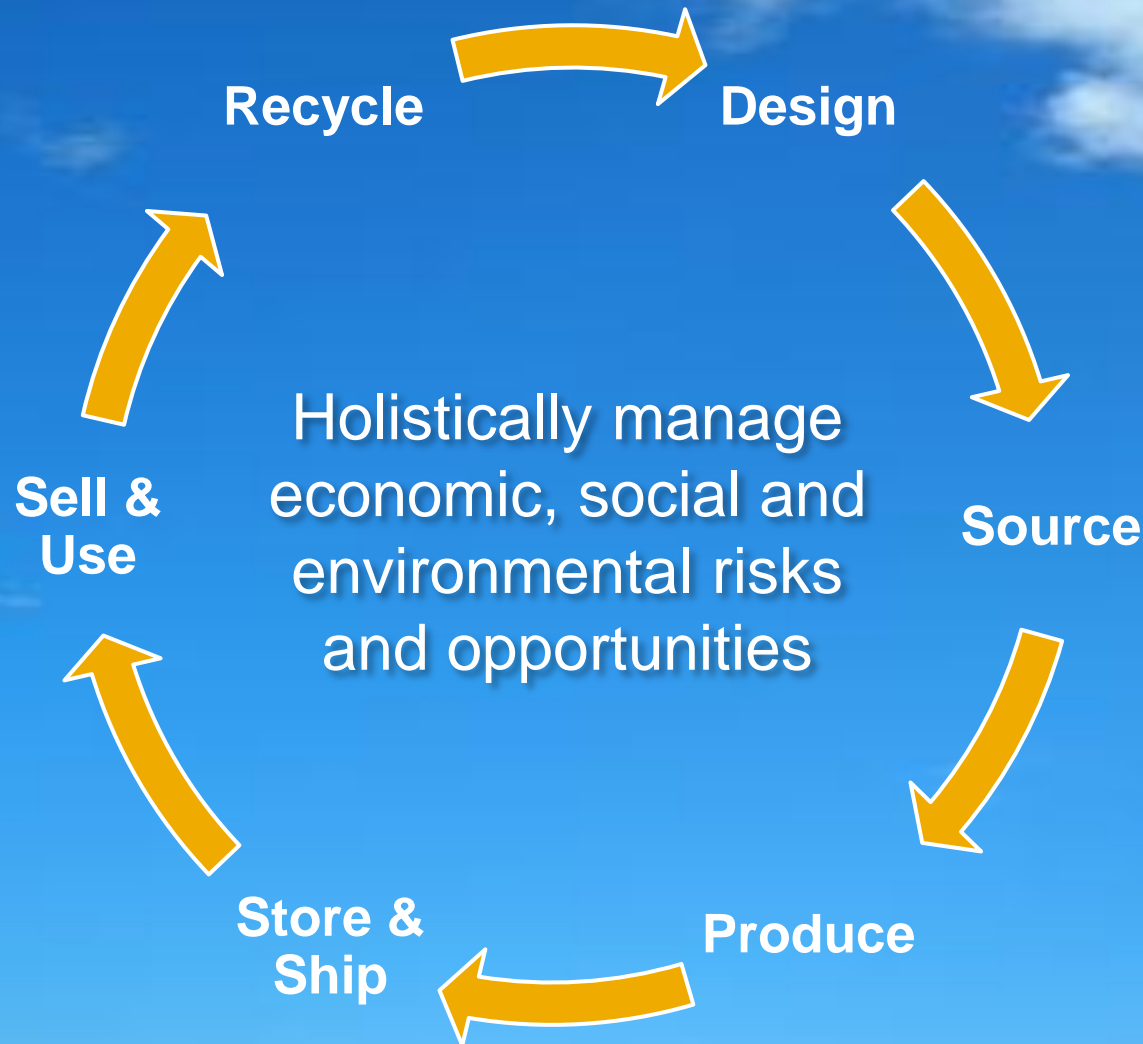 Recycle
Design
Holistically manage
economic, social and
environmental risks
and opportunities
Sell &
Use
Source
Store &
Ship
Produce